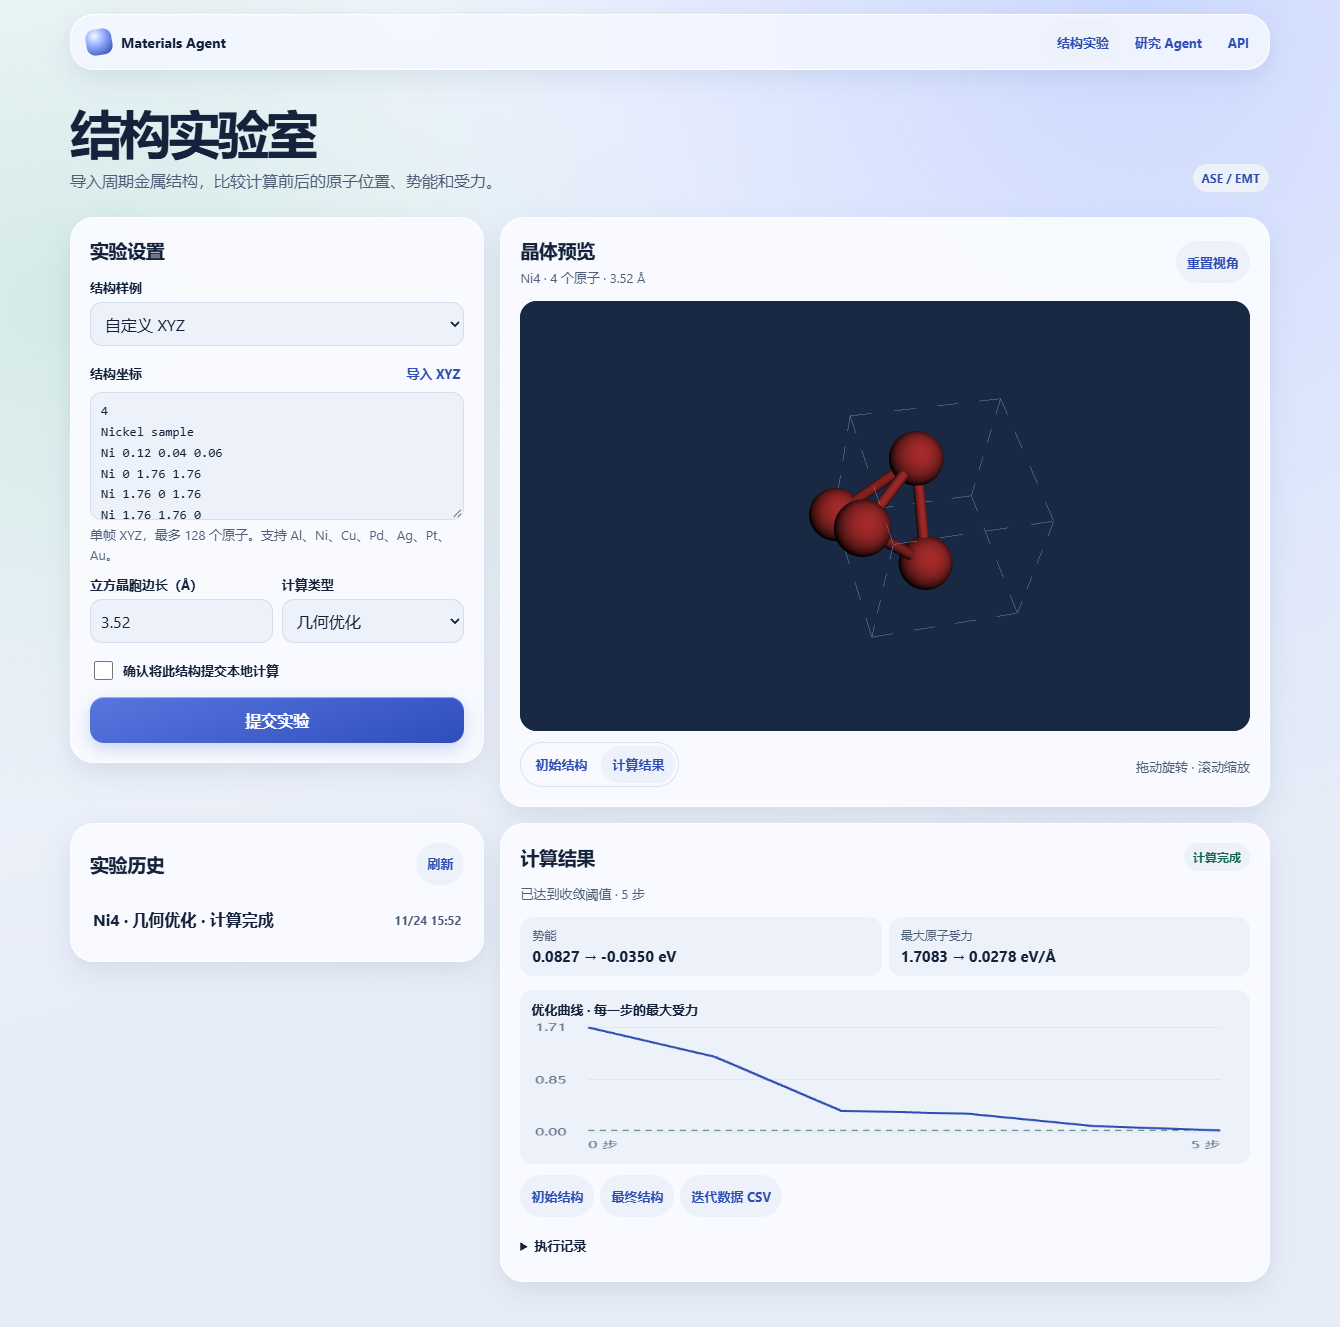 Materials Agent
结构实验
研究 Agent
API
结构实验室
导入周期金属结构，比较计算前后的原子位置、势能和受力。
ASE / EMT
实验设置
结构样例
自定义 XYZ
结构坐标
导入 XYZ
4
Nickel sample
Ni 0.12 0.04 0.06
Ni 0 1.76 1.76
Ni 1.76 0 1.76
Ni 1.76 1.76 0
单帧 XYZ，最多 128 个原子。支持 Al、Ni、Cu、Pd、Ag、Pt、
Au。
立方晶胞边长（Å）
计算类型
3.52
几何优化
确认将此结构提交本地计算
提交实验
晶体预览
Ni4 · 4 个原子 · 3.52 Å
重置视角
初始结构
计算结果
拖动旋转 · 滚动缩放
实验历史
刷新
Ni4 · 几何优化 · 计算完成
11/24 15:52
计算结果
计算完成
已达到收敛阈值 · 5 步
势能
0.0827 → -0.0350 eV
最大原子受力
1.7083 → 0.0278 eV/Å
优化曲线 · 每一步的最大受力
1.71
0.85
0.00
0 步
5 步
初始结构
最终结构
迭代数据 CSV
执行记录